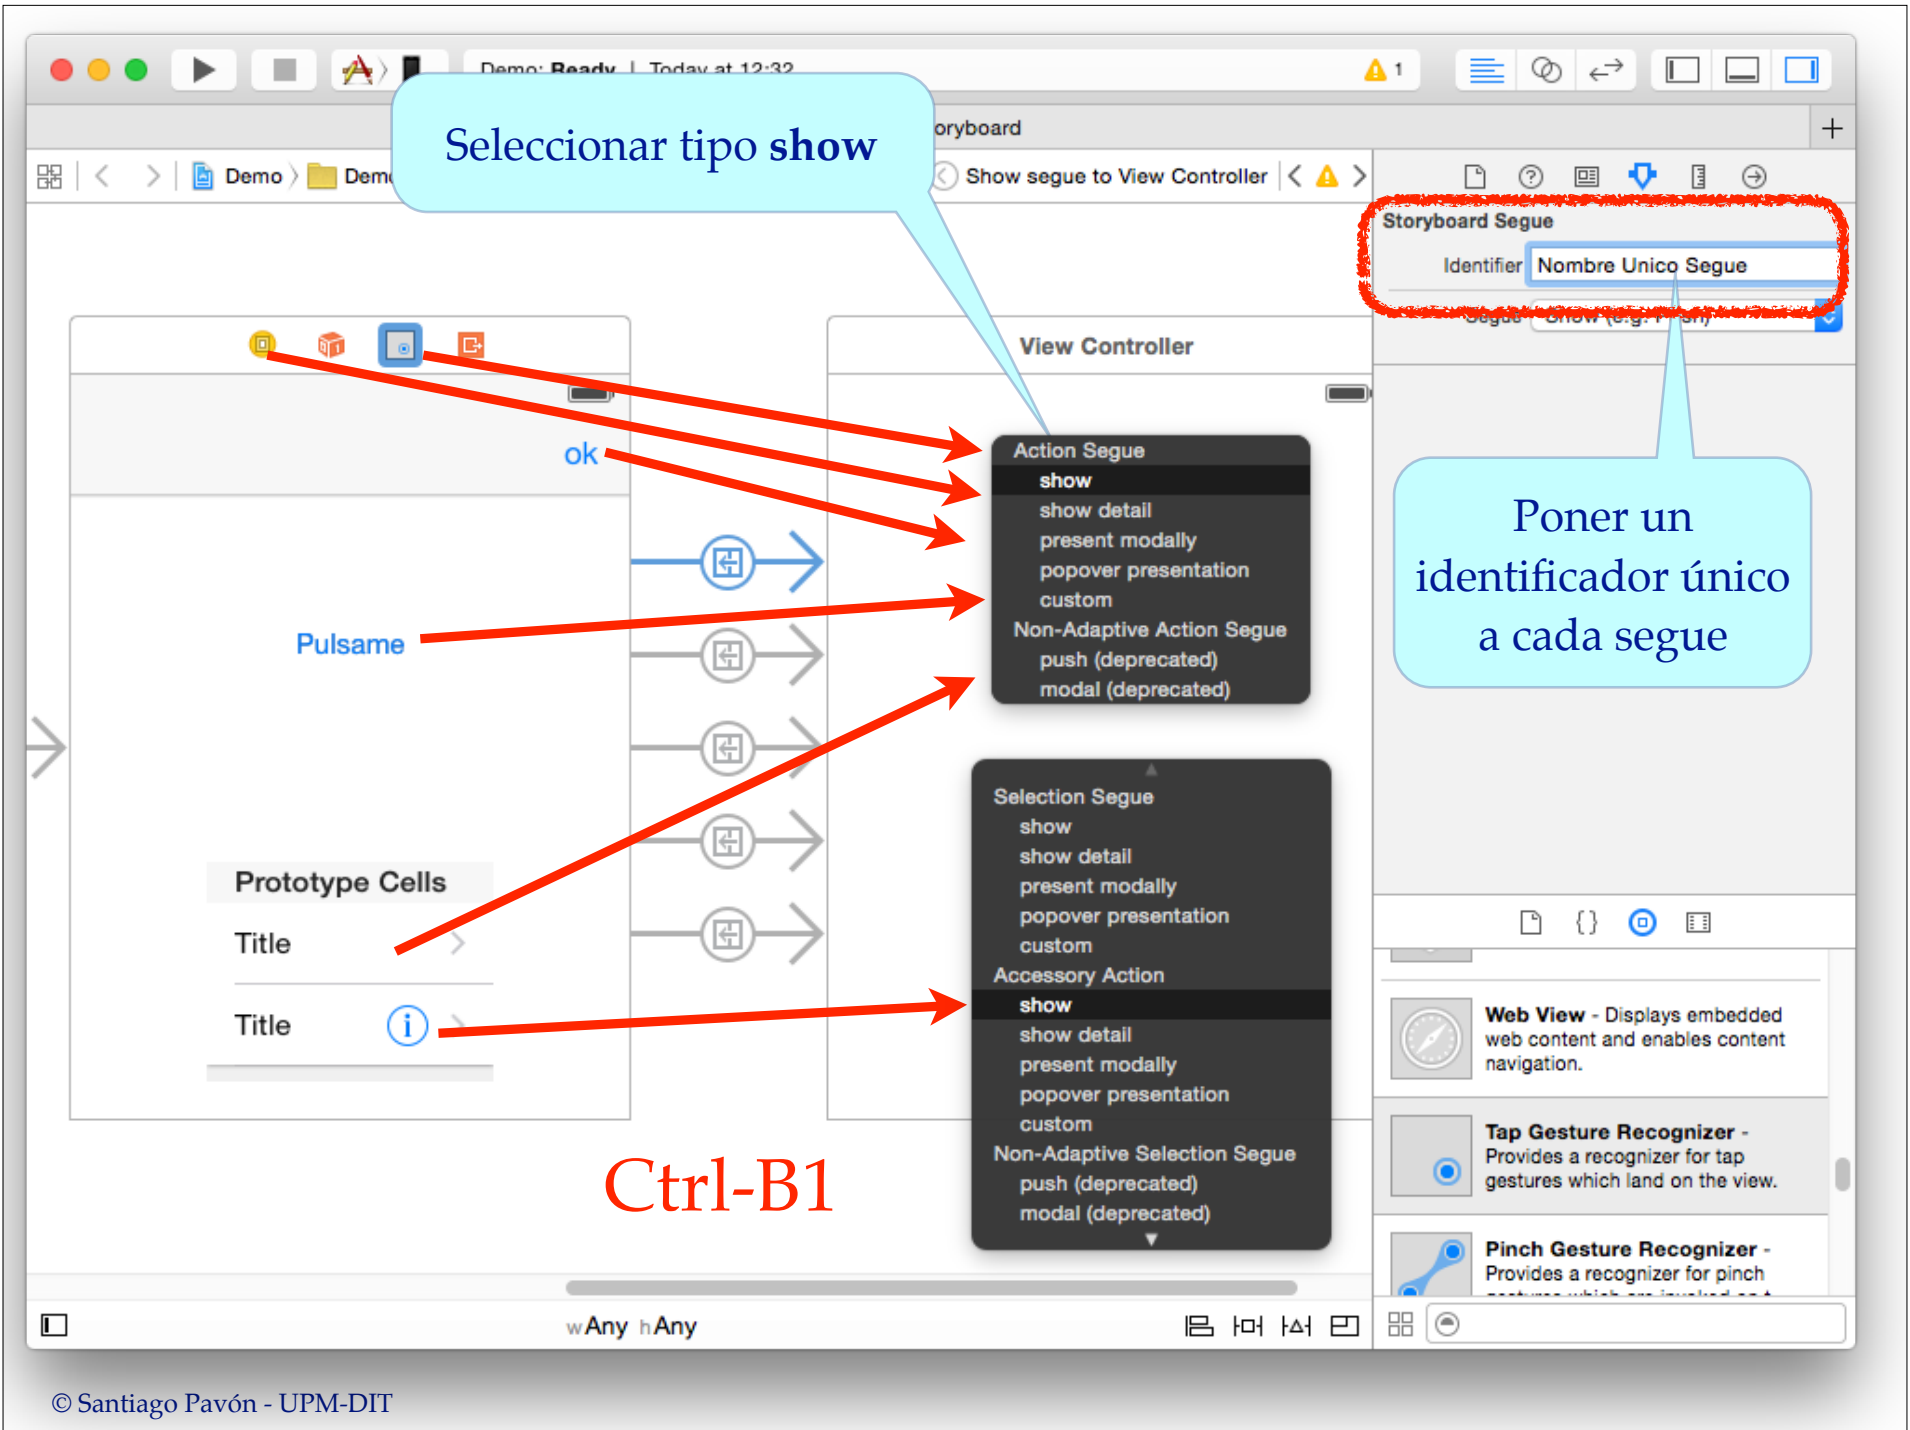 Demo: Ready | Today at 12:32
1
Seleccionar tipo show
oryboard
Demo
Show segue to View Controller
Storyboard Segue
Identifier Nombre Unico Segue
Segue Show (e.g. Push)
View Controller
ok
Pulsame
Action Segue
show
show detail
present modally
popover presentation
custom
Non-Adaptive Action Segue
push (deprecated)
modal (deprecated)
Poner un
identificador único
a cada segue
Prototype Cells
Title
Title
Selection Segue
show
show detail
present modally
popover presentation
custom
Accessory Action
show
show detail
present modally
popover presentation
custom
Non-Adaptive Selection Segue
push (deprecated)
modal (deprecated)
Ctrl-B1
Web View - Displays embedded
web content and enables content
navigation.
Tap Gesture Recognizer -
Provides a recognizer for tap
gestures which land on the view.
Pinch Gesture Recognizer -
Provides a recognizer for pinch
wAny hAny
© Santiago Pavón - UPM-DIT